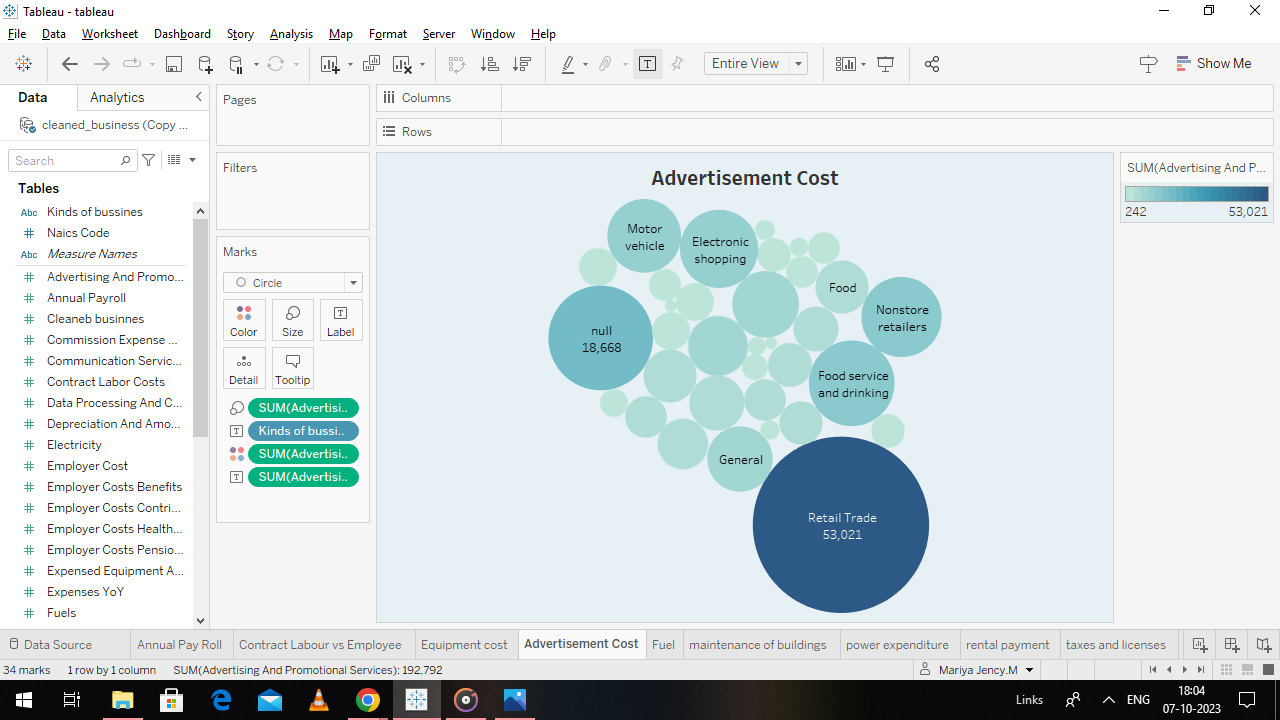 Tableau - tableau
File Data Worksheet Dashboard Story Analysis Map Format Server Window Help
Entire View
Show Me
Data Analytics
cleaned_business (Copy ...
Search
Tables
Abc Kinds of bussines
Naics Code
Abc Measure Names
Advertising And Promo...
Annual Payroll
Cleaneb businnes
Commission Expense ...
Communication Servic...
Contract Labor Costs
Data Processing And C...
Depreciation And Amo...
Electricity
Employer Cost
Employer Costs Benefits
Employer Costs Contri...
Employer Costs Health...
Employer Costs Pensio...
Expensed Equipment A...
Expenses YoY
Fuels
Pages
Filters
Marks
Circle
Color Size Label
Detail Tooltip
SUM(Advertisi..
Kinds of bussi..
SUM(Advertisi..
SUM(Advertisi..
Columns
Rows
Advertisement Cost
Motor
vehicle
Electronic
shopping
Food
Nonstore
retailers
null
18,668
Food service
and drinking
General
Retail Trade
53,021
SUM(Advertising And P...
242 53,021
Data Source Annual Pay Roll Contract Labour vs Employee Equipment cost Advertisement Cost Fuel maintenance of buildings power expenditure rental payment taxes and licenses
34 marks 1 row by 1 column SUM(Advertising And Promotional Services): 192,792 Mariya Jency.M
Links ENG 18:04
07-10-2023